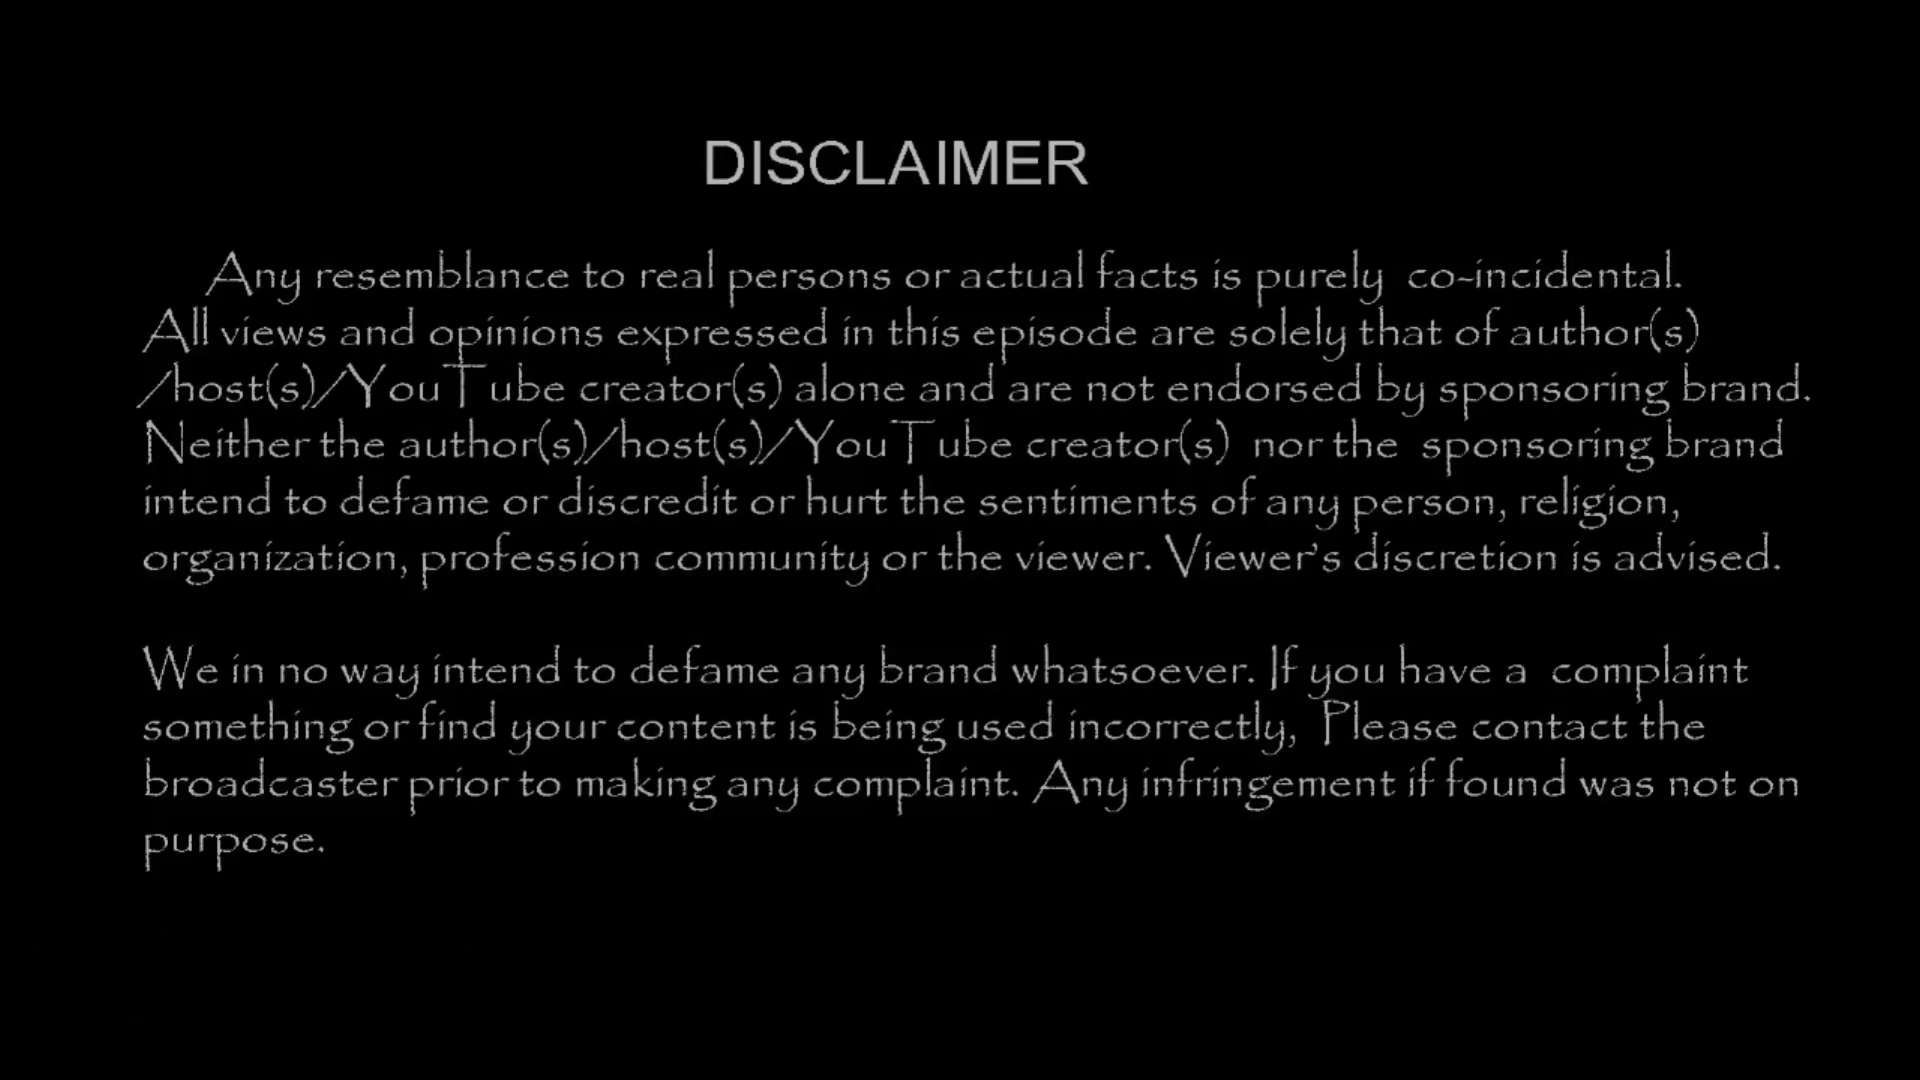 DISCLAIMER
Any resemblance to real persons or actual facts is purely co-incidental.
All views and opinions expressed in this episode are solely that of author(s)
/host(s)/YouTube creator(s) alone and are not endorsed by sponsoring brand.
Neither the author(s)/host(s)/YouTube creator(s) nor the sponsoring brand
intend to defame or discredit or hurt the sentiments of any person, religion,
organization, profession community or the viewer. Viewer's discretion is advised.
We in no way intend to defame any brand whatsoever. If you have a complaint
something or find your content is being used incorrectly, Please contact the
broadcaster prior to making any complaint. Any infringement if found was not on
purpose.